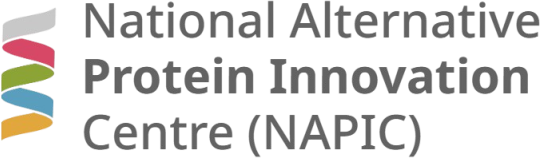 National Alternative
Protein Innovation
Centre (NAPIC)